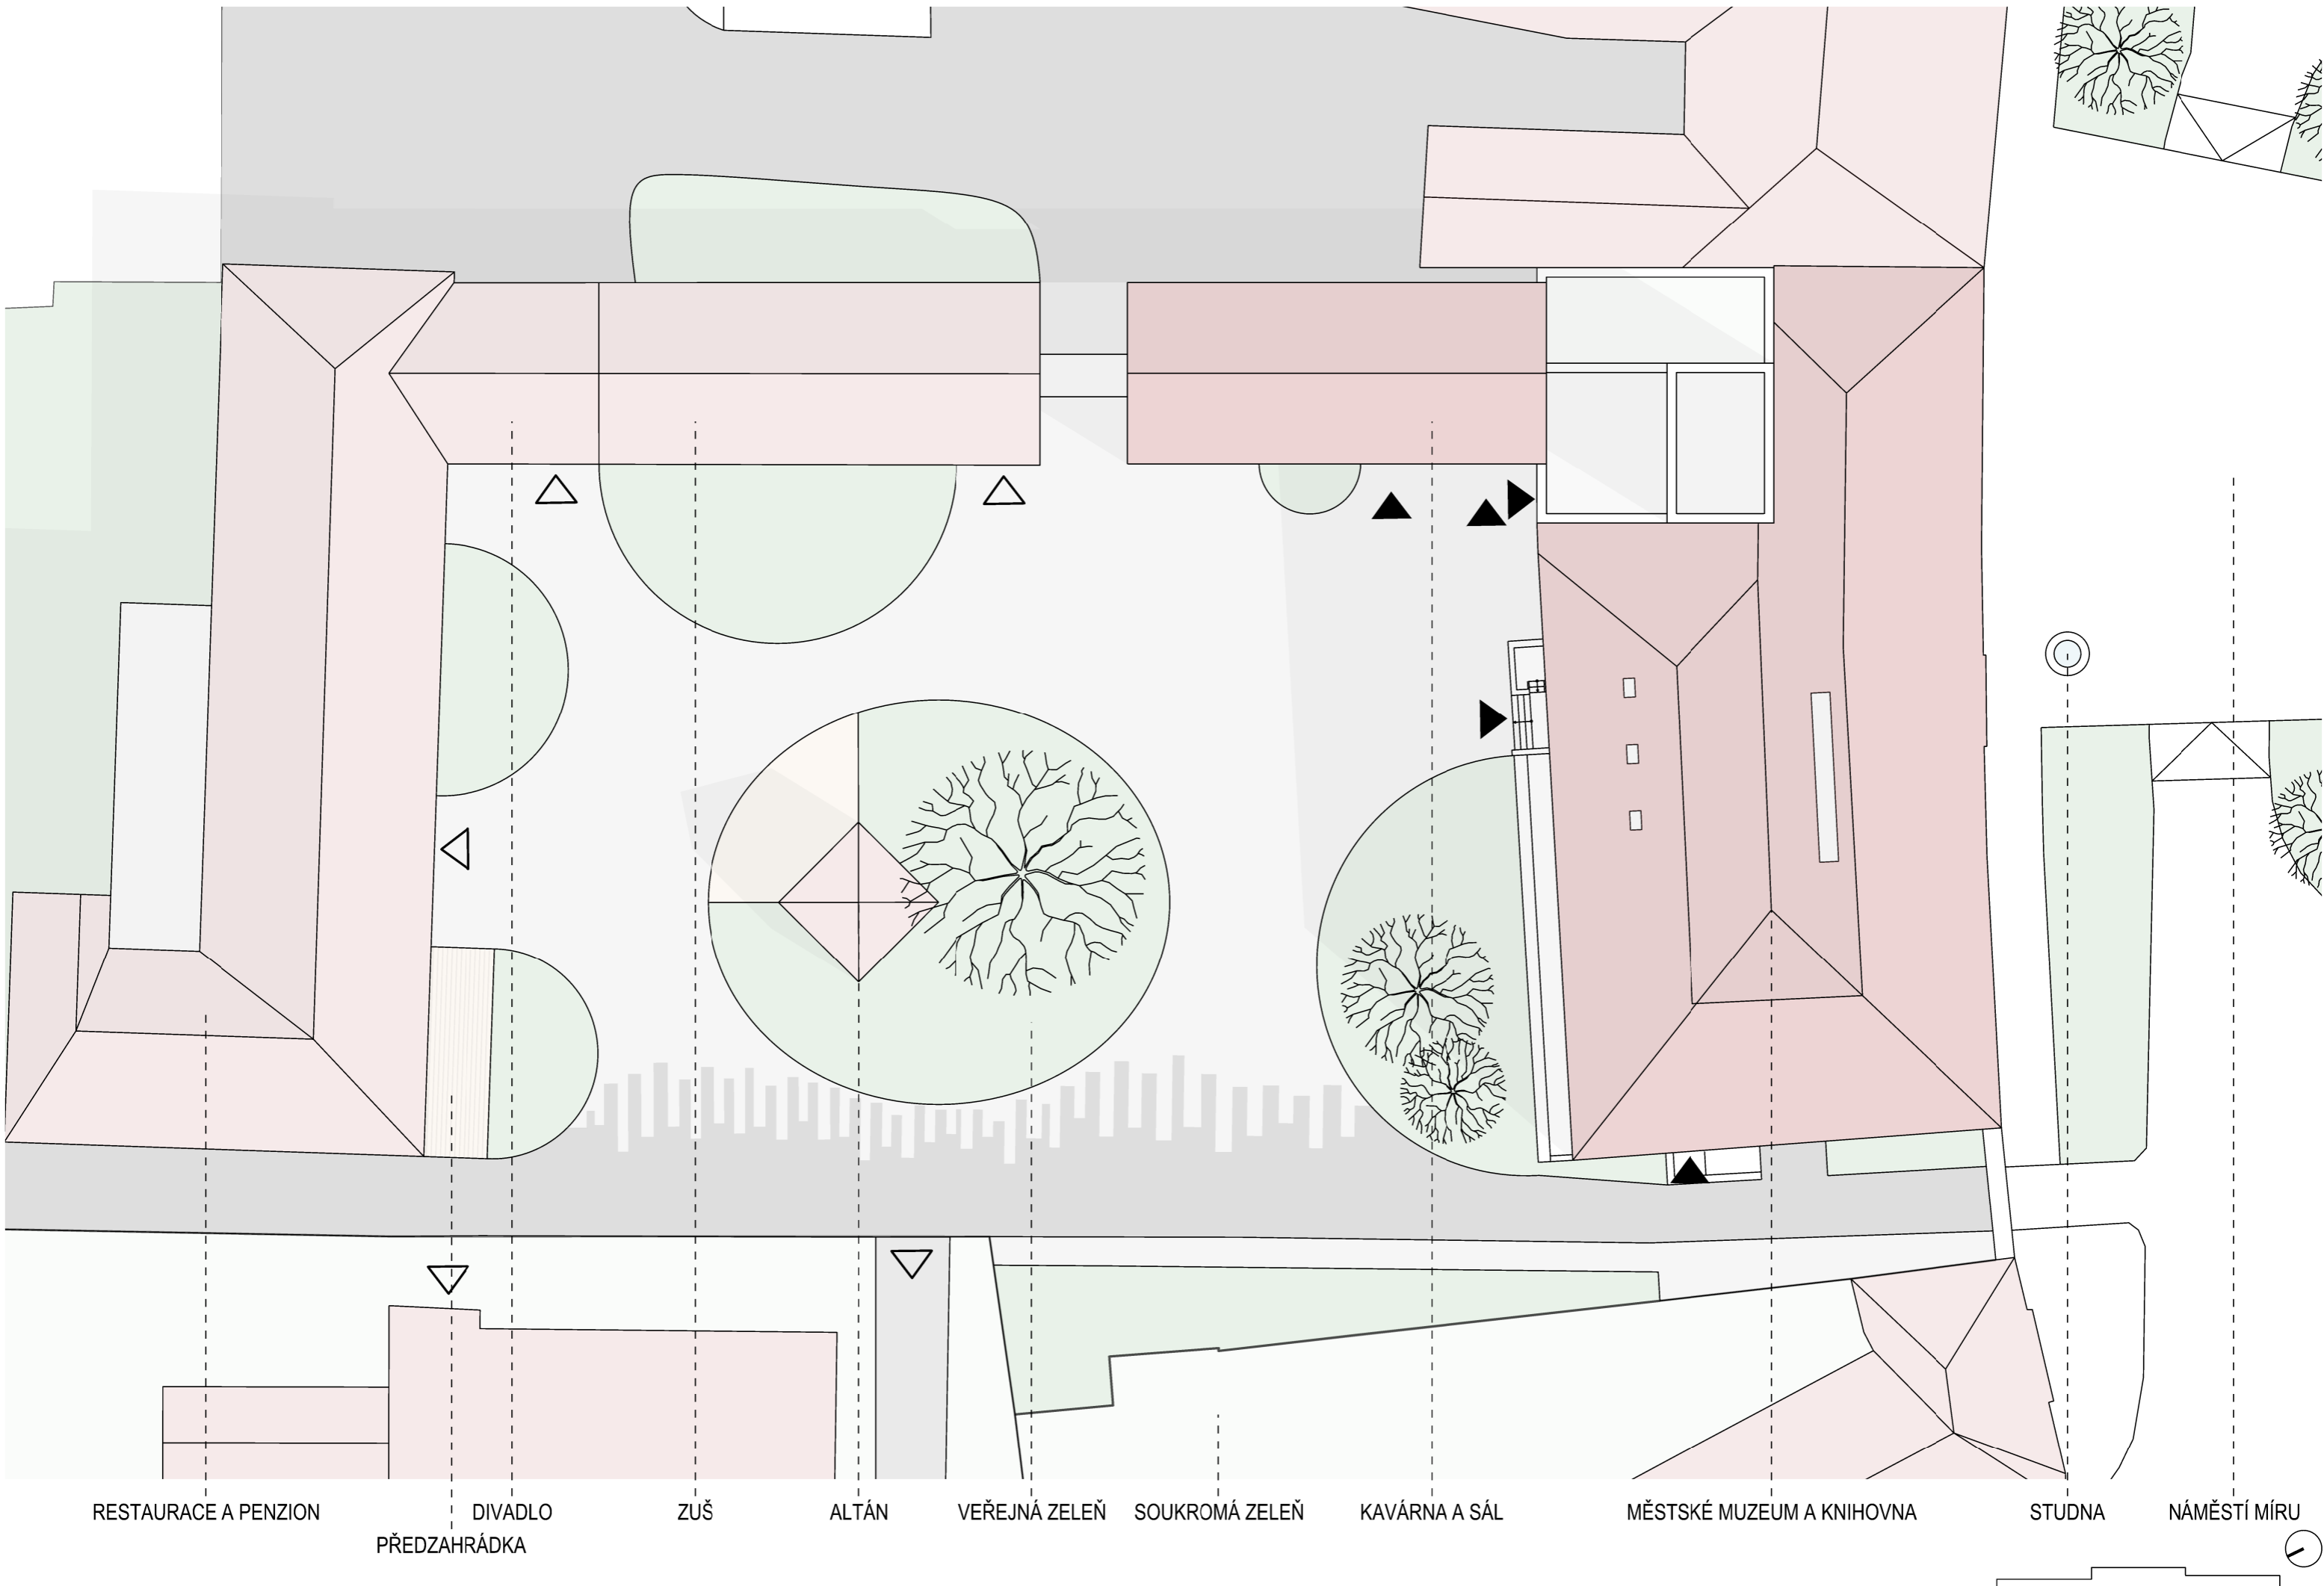 RESTAURACE A PENZION
DIVADLO
ZUŠ
ALTÁN
VEŘEJNÁ ZELEŇ
SOUKROMÁ ZELEŇ
KAVÁRNA A SÁL
MĚSTSKÉ MUZEUM A KNIHOVNA
STUDNA
NÁMĚSTÍ MÍRU
PŘEDZAHRÁDKA